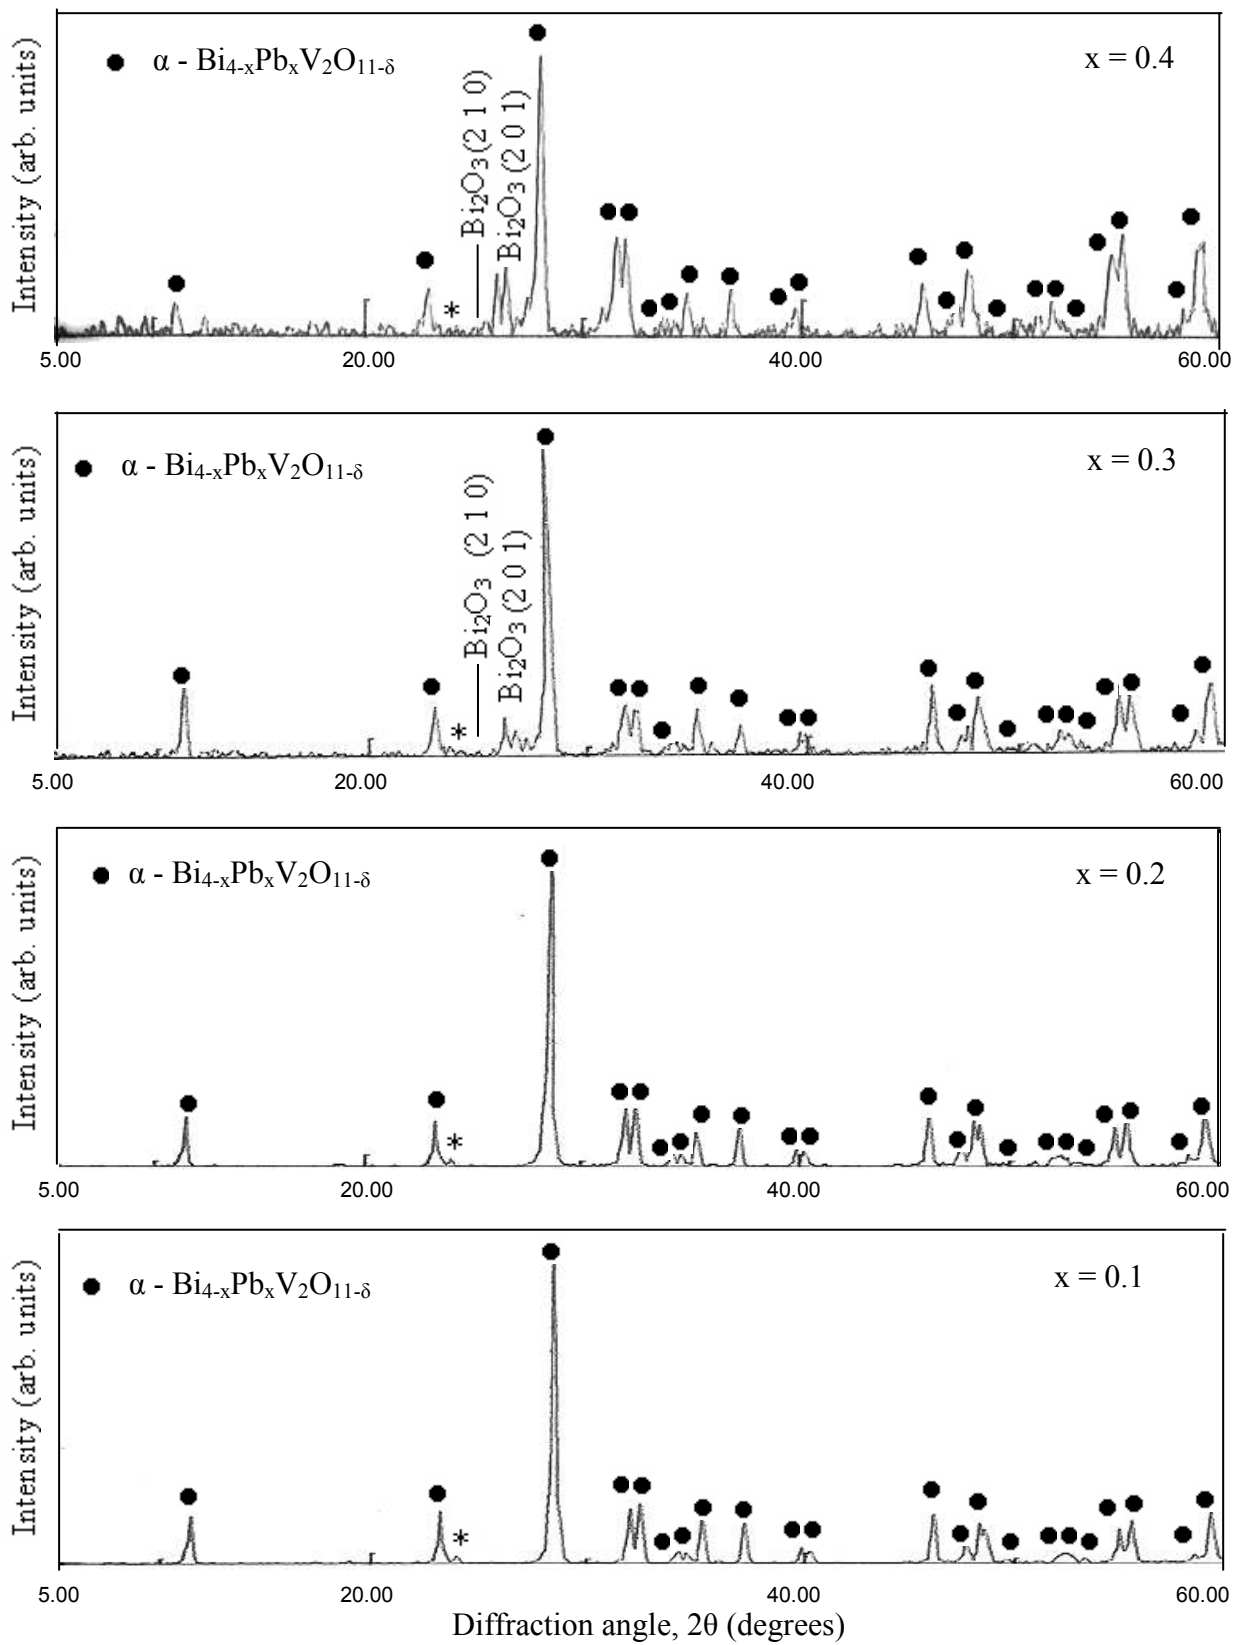 Intensity (arb. units)
● α - Bi₄₋ₓPbₓV₂O₁₁₋δ
x = 0.4
*
Bi₂O₃(2 1 0)
Bi₂O₃(2 0 1)
5.00 20.00 40.00 60.00
Intensity (arb. units)
● α - Bi₄₋ₓPbₓV₂O₁₁₋δ
x = 0.3
*
Bi₂O₃ (2 1 0)
Bi₂O₃(2 0 1)
5.00 20.00 40.00 60.00
Intensity (arb. units)
● α - Bi₄₋ₓPbₓV₂O₁₁₋δ
x = 0.2
*
5.00 20.00 40.00 60.00
Intensity (arb. units)
● α - Bi₄₋ₓPbₓV₂O₁₁₋δ
x = 0.1
*
5.00 20.00 40.00 60.00
Diffraction angle, 2θ (degrees)